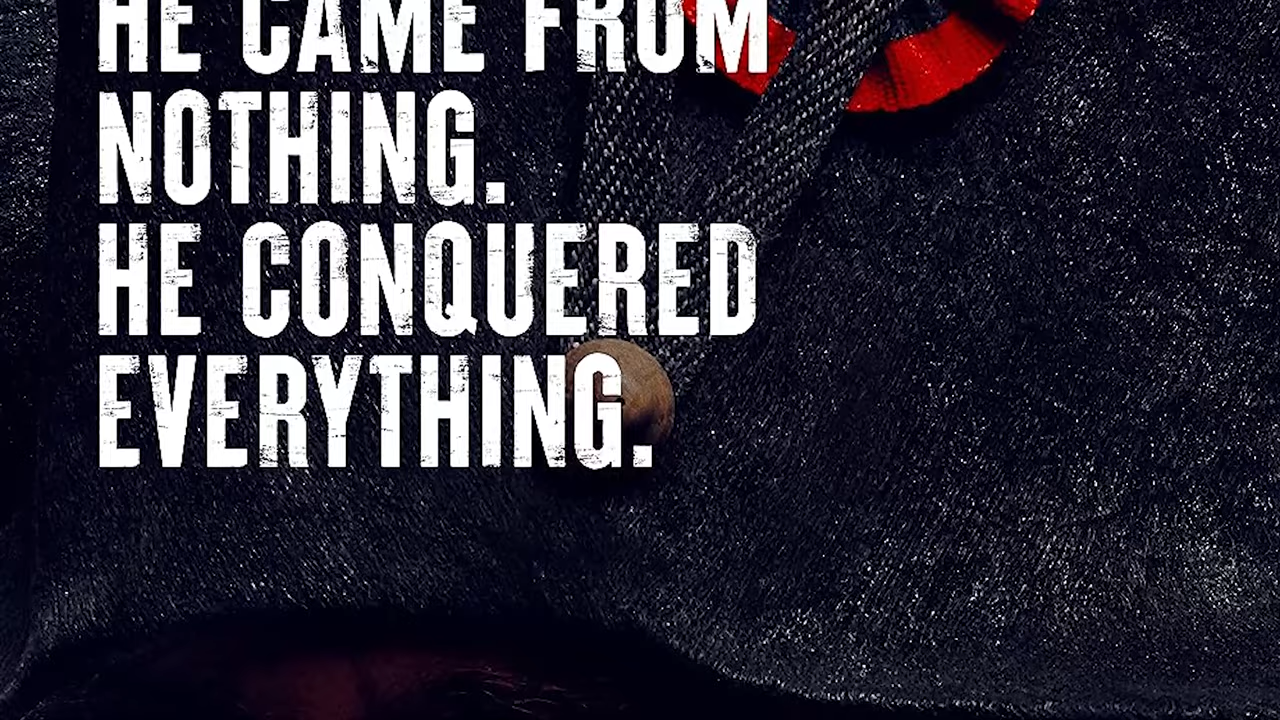 HE CAME FROM
NOTHING.
HE CONQUERED
EVERYTHING.